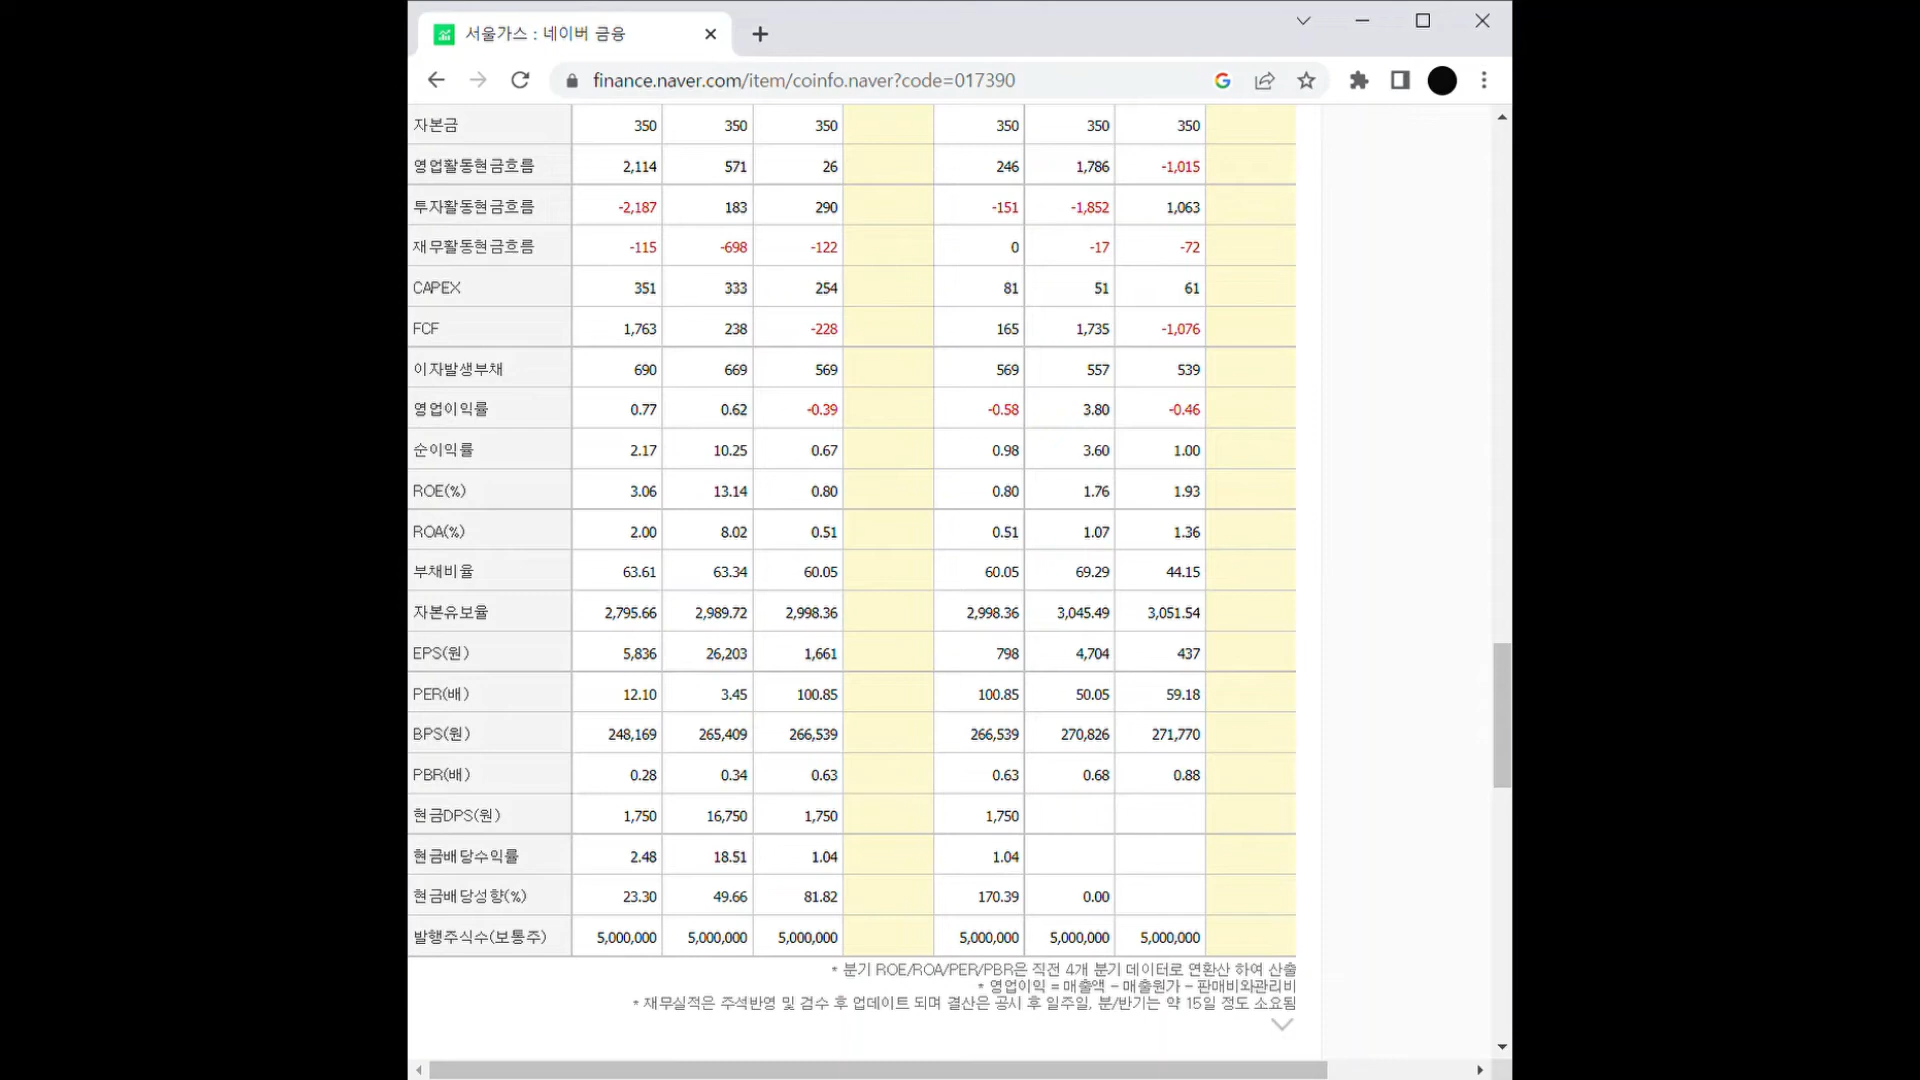 서울가스 : 네이버 금융
finance.naver.com/item/coinfo.naver?code=017390
자본금 350 350 350 350 350 350
영업활동현금흐름 2,114 571 26 246 1,786 -1,015
투자활동현금흐름 -2,187 183 290 -151 -1,852 1,063
재무활동현금흐름 -115 -698 -122 0 -17 -72
CAPEX 351 333 254 81 51 61
FCF 1,763 238 -228 165 1,735 -1,076
이자발생부채 690 669 569 569 557 539
영업이익률 0.77 0.62 -0.39 -0.58 3.80 -0.46
순이익률 2.17 10.25 0.67 0.98 3.60 1.00
ROE(%) 3.06 13.14 0.80 0.80 1.76 1.93
ROA(%) 2.00 8.02 0.51 0.51 1.07 1.36
부채비율 63.61 63.34 60.05 60.05 69.29 44.15
자본유보율 2,795.66 2,989.72 2,998.36 2,998.36 3,045.49 3,051.54
EPS(원) 5,836 26,203 1,661 798 4,704 437
PER(배) 12.10 3.45 100.85 100.85 50.05 59.18
BPS(원) 248,169 265,409 266,539 266,539 270,826 271,770
PBR(배) 0.28 0.34 0.63 0.63 0.68 0.88
현금DPS(원) 1,750 16,750 1,750 1,750
현금배당수익률 2.48 18.51 1.04 1.04
현금배당성향(%) 23.30 49.66 81.82 170.39 0.00
발행주식수(보통주) 5,000,000 5,000,000 5,000,000 5,000,000 5,000,000 5,000,000
* 분기 ROE/ROA/PER/PBR은 직전 4개 분기 데이터로 연환산 하여 산출
* 영업이익 = 매출액 - 매출원가 - 판매비와관리비
* 재무실적은 주석반영 및 검수 후 업데이트 되며 결산은 공시 후 일주일, 분/반기는 약 15일 정도 소요됨